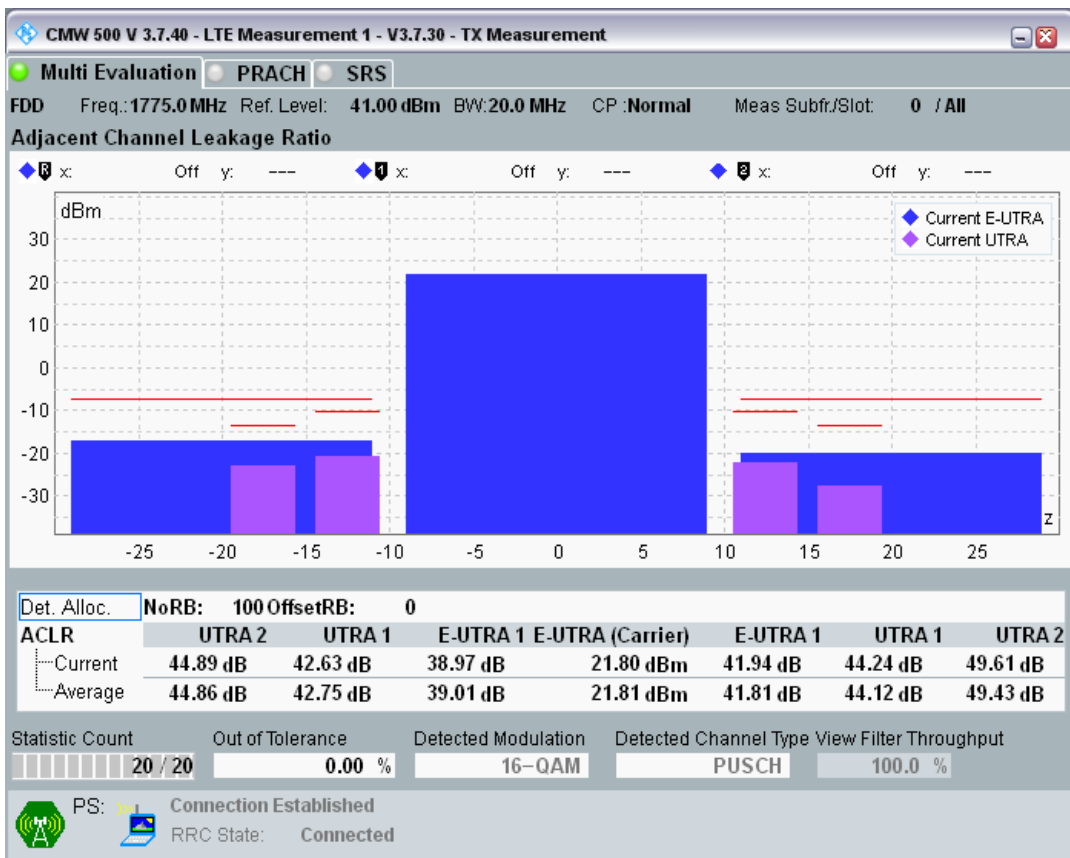 CMW 500 V 3.7.40 - LTE Measurement 1 - V3.7.30 - TX Measurement
Multi Evaluation PRACH SRS
FDD Freq.:1775.0 MHz Ref. Level: 41.00 dBm BW:20.0 MHz CP :Normal Meas Subfr./Slot: 0 / All
Adjacent Channel Leakage Ratio
R x: Off y: --- 1 x: Off y: --- 2 x: Off y: ---
dBm
Current E-UTRA
Current UTRA
30
20
10
0
-10
-20
-30
z
-25 -20 -15 -10 -5 0 5 10 15 20 25
Det. Alloc. NoRB: 100 OffsetRB: 0
ACLR UTRA 2 UTRA 1 E-UTRA 1 E-UTRA (Carrier) E-UTRA 1 UTRA 1 UTRA 2
Current 44.89 dB 42.63 dB 38.97 dB 21.80 dBm 41.94 dB 44.24 dB 49.61 dB
Average 44.86 dB 42.75 dB 39.01 dB 21.81 dBm 41.81 dB 44.12 dB 49.43 dB
Statistic Count Out of Tolerance Detected Modulation Detected Channel Type View Filter Throughput
20 / 20 0.00 % 16-QAM PUSCH 100.0 %
PS: Connection Established
RRC State: Connected